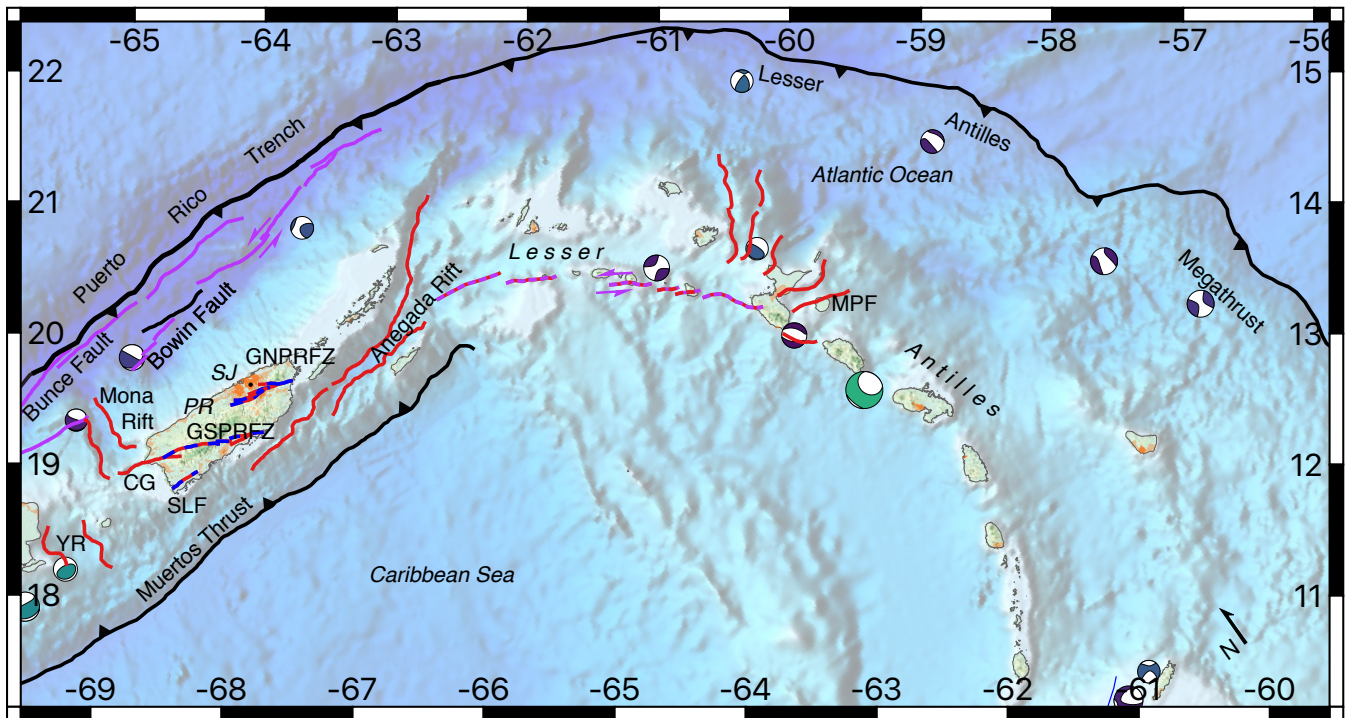 -65 -64 -63 -62 -61 -60 -59 -58 -57 -56
22
15
Lesser
Antilles
Trench
Atlantic Ocean
21
14
Rico
Puerto
Lesser
Megathrust
Anegada Rift
MPF
20
13
Bowin Fault
Bunce Fault
GNPRFZ
SJ
Antilles
Mona
Rift
PR
GSPRFZ
19
12
CG
SLF
Muertos Thrust
YR
Caribbean Sea
18
11
N
-69 -68 -67 -66 -65 -64 -63 -62 -61 -60